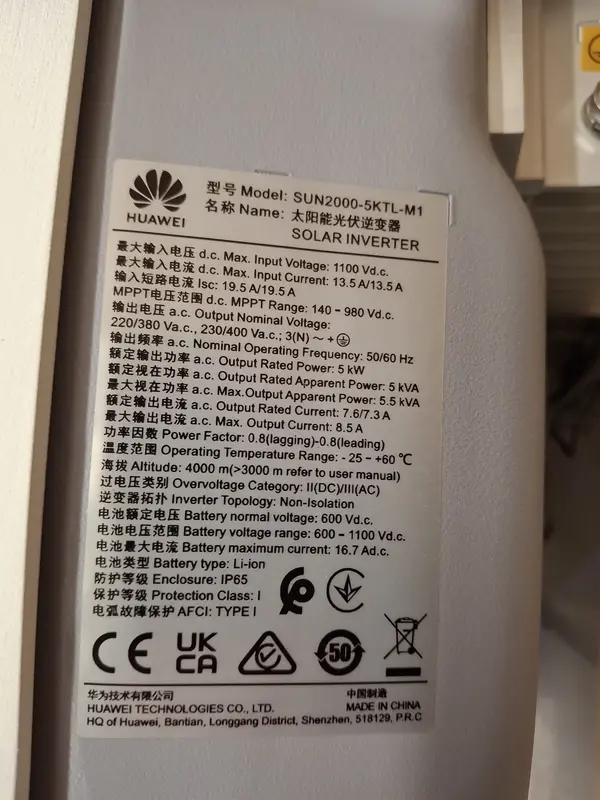 HUAWEI
型号 Model: SUN2000-5KTL-M1
名称 Name: 太阳能光伏逆变器
SOLAR INVERTER
最大输入电压 d.c. Max. Input Voltage: 1100 Vd.c.
最大输入电流 d.c. Max. Input Current: 13.5 A/13.5 A
输入短路电流 Isc: 19.5 A/19.5 A
MPPT电压范围 d.c. MPPT Range: 140 – 980 Vd.c.
输出电压 a.c. Output Nominal Voltage:
220/380 Va.c., 230/400 Va.c.; 3(N) ~ + ⏚
输出频率 a.c. Nominal Operating Frequency: 50/60 Hz
额定输出功率 a.c. Output Rated Power: 5 kW
额定视在功率 a.c. Output Rated Apparent Power: 5 kVA
最大视在功率 a.c. Max.Output Apparent Power: 5.5 kVA
额定输出电流 a.c. Output Rated Current: 7.6/7.3 A
最大输出电流 a.c. Max. Output Current: 8.5 A
功率因数 Power Factor: 0.8(lagging)-0.8(leading)
温度范围 Operating Temperature Range: - 25 – +60 ℃
海拔 Altitude: 4000 m(>3000 m refer to user manual)
过电压类别 Overvoltage Category: II(DC)/III(AC)
逆变器拓扑 Inverter Topology: Non-Isolation
电池额定电压 Battery normal voltage: 600 Vd.c.
电池电压范围 Battery voltage range: 600 – 1100 Vd.c.
电池最大电流 Battery maximum current: 16.7 Ad.c.
电池类型 Battery type: Li-ion
防护等级 Enclosure: IP65
保护等级 Protection Class: I
电弧故障保护 AFCI: TYPE I
CE UK CA 50
华为技术有限公司 中国制造
HUAWEI TECHNOLOGIES CO., LTD. MADE IN CHINA
HQ of Huawei, Bantian, Longgang District, Shenzhen, 518129, P.R.C